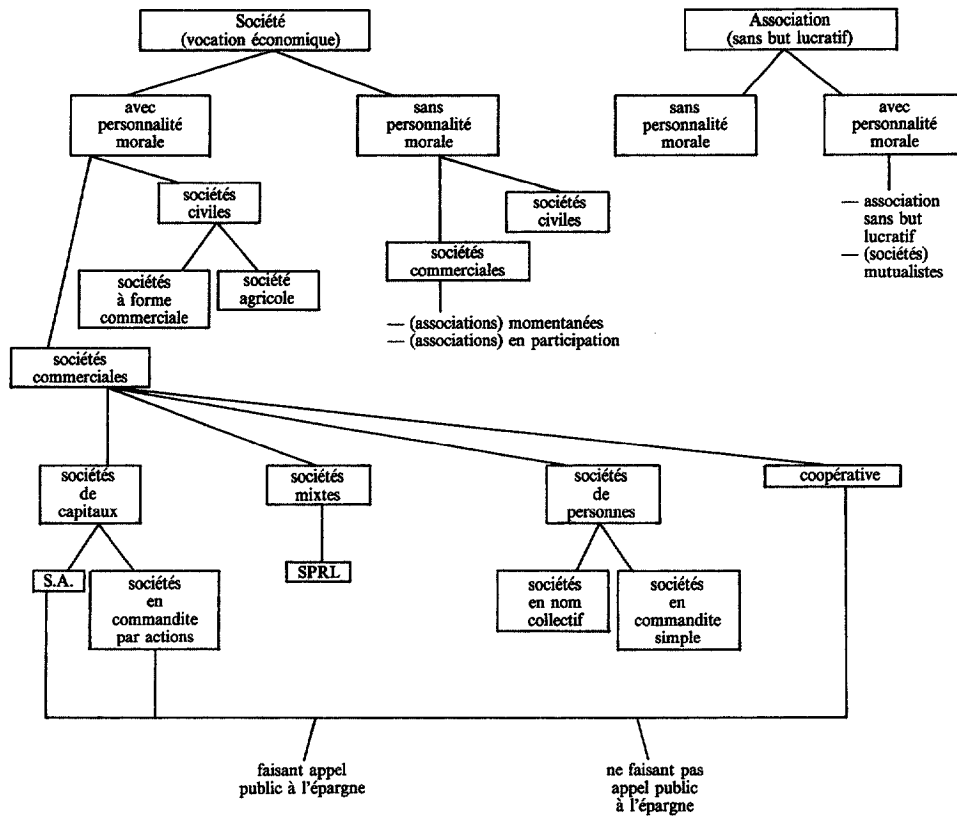 Société
(vocation économique)
Association
(sans but lucratif)
avec
personnalité
morale
sans
personnalité
morale
sans
personnalité
morale
avec
personnalité
morale
sociétés
civiles
sociétés
civiles
— association
sans but
lucratif
— (sociétés)
mutualistes
sociétés
à forme
commerciale
société
agricole
sociétés
commerciales
— (associations) momentanées
— (associations) en participation
sociétés
commerciales
sociétés
de
capitaux
sociétés
mixtes
sociétés
de
personnes
coopérative
S.A.
sociétés
en
commandite
par actions
SPRL
sociétés
en nom
collectif
sociétés
en
commandite
simple
faisant appel
public à l'épargne
ne faisant pas
appel public
à l'épargne